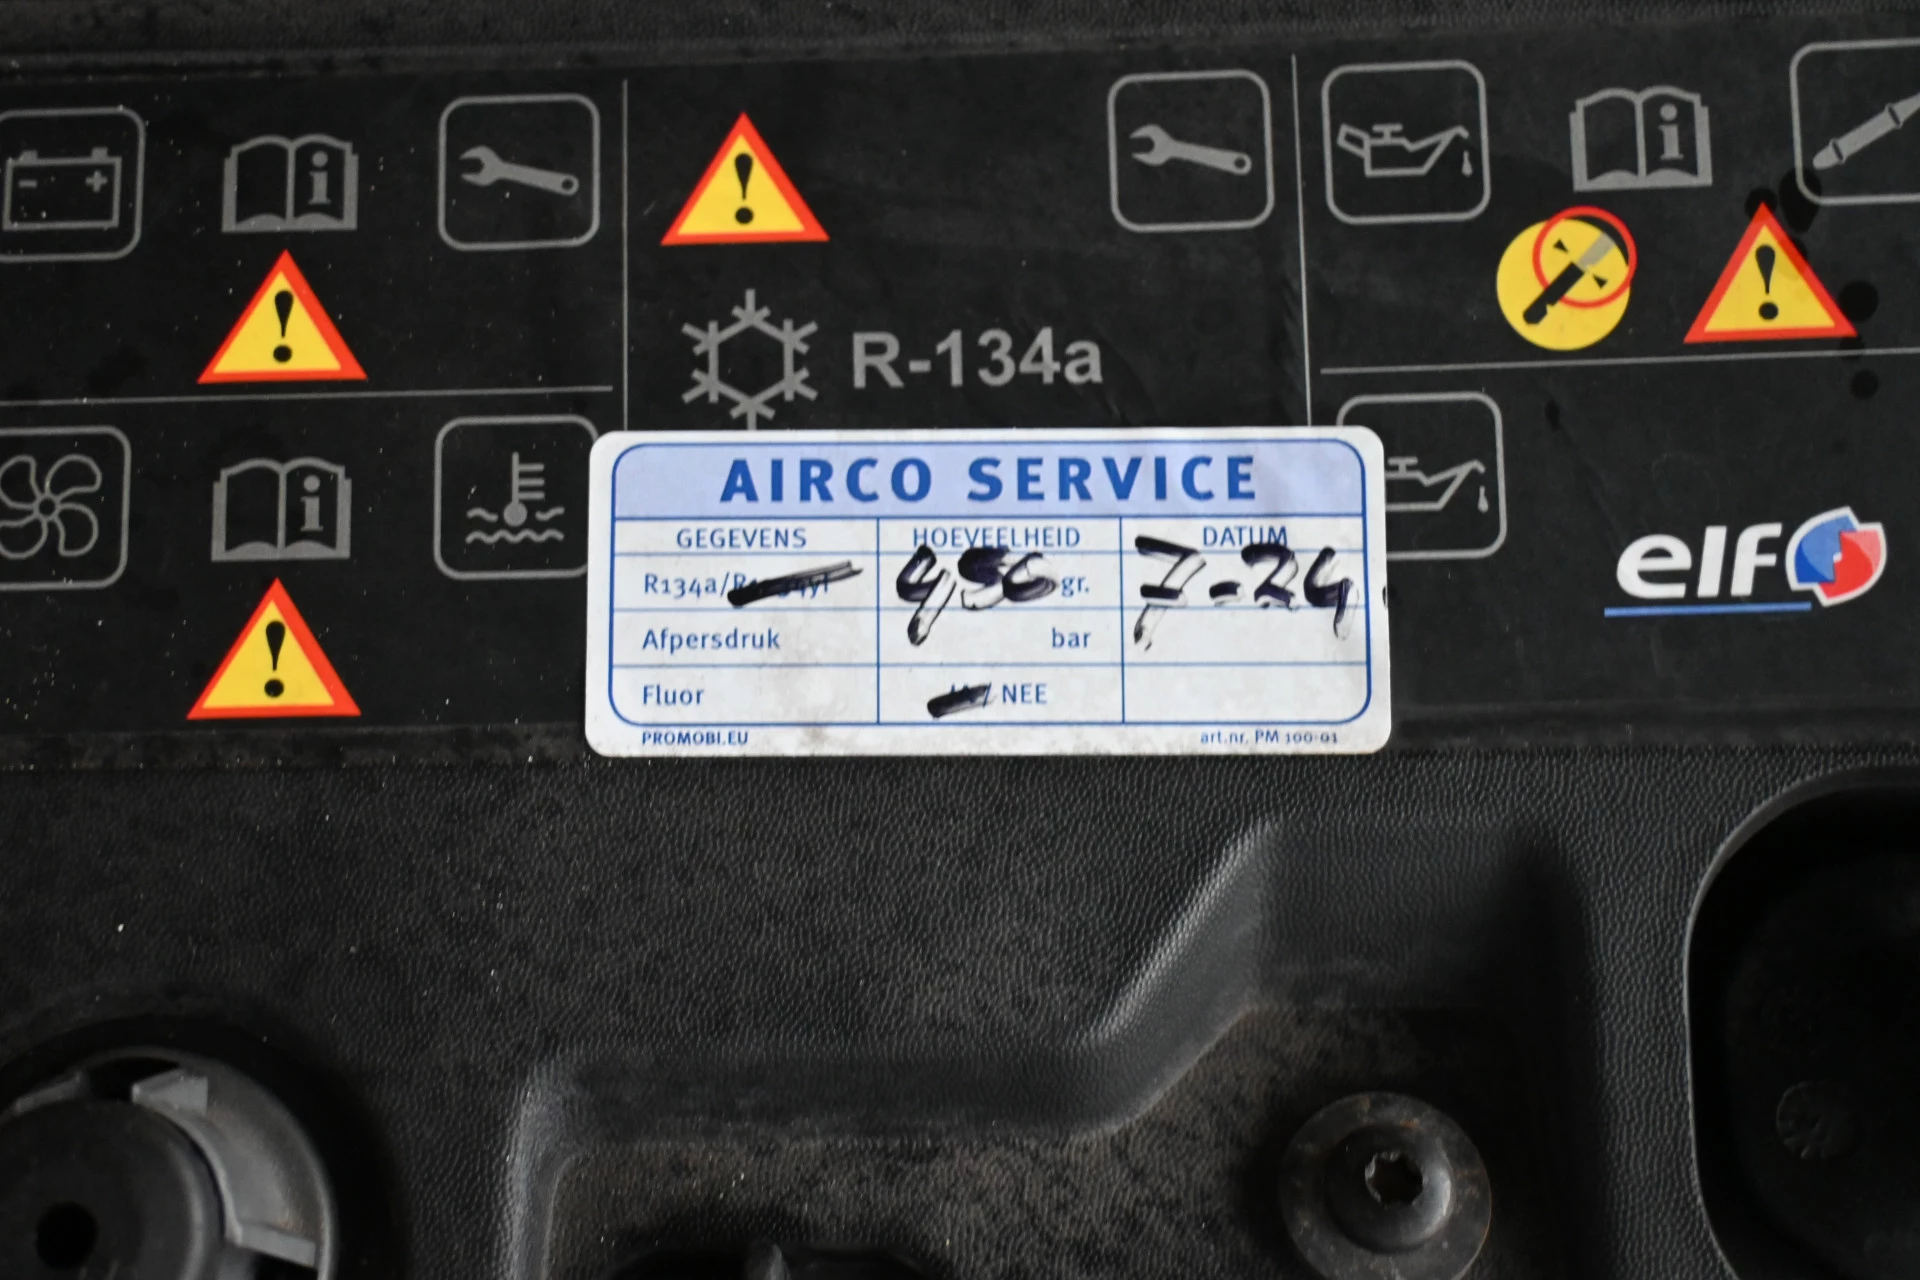 R-134a
AIRCO SERVICE
GEGEVENS HOEVEELHEID DATUM
R134a/ gr. 7-24
Afpersdruk bar
Fluor / NEE
PROMOBI.EU art.nr. PM 100-01
elf